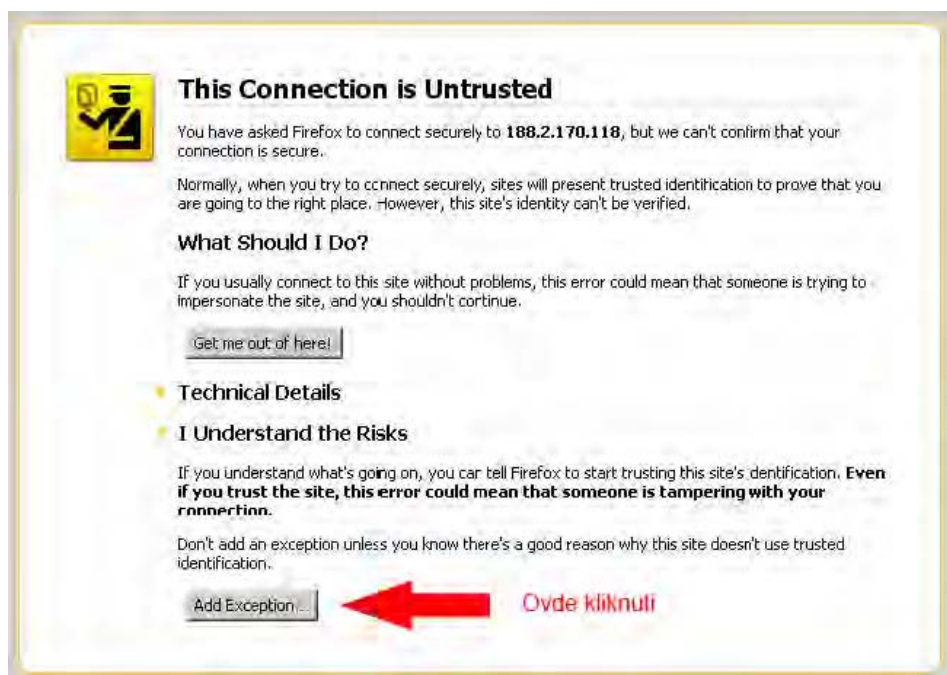 This Connection is Untrusted
You have asked Firefox to connect securely to 188.2.170.118, but we can't confirm that your
connection is secure.
Normally, when you try to connect securely, sites will present trusted identification to prove that you
are going to the right place. However, this site's identity can't be verified.
What Should I Do?
If you usually connect to this site without problems, this error could mean that someone is trying to
impersonate the site, and you shouldn't continue.
Get me out of here!
Technical Details
I Understand the Risks
If you understand what's going on, you can tell Firefox to start trusting this site's identification. Even
if you trust the site, this error could mean that someone is tampering with your
connection.
Don't add an exception unless you know there's a good reason why this site doesn't use trusted
identification.
Add Exception...
Ovde kliknuti